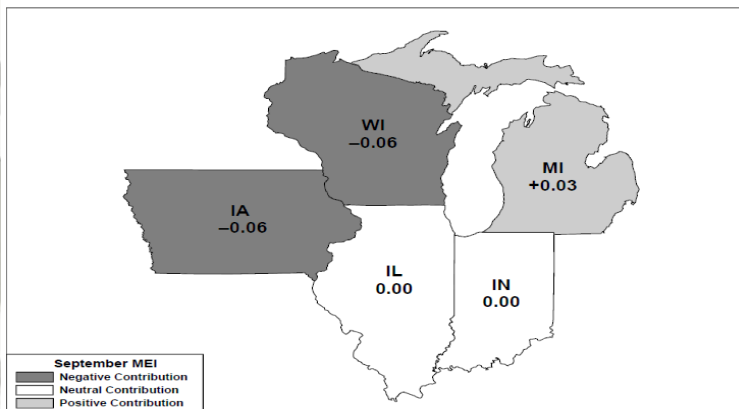 WI
−0.06
MI
+0.03
IA
−0.06
IL
0.00
IN
0.00
September MEI
Negative Contribution
Neutral Contribution
Positive Contribution